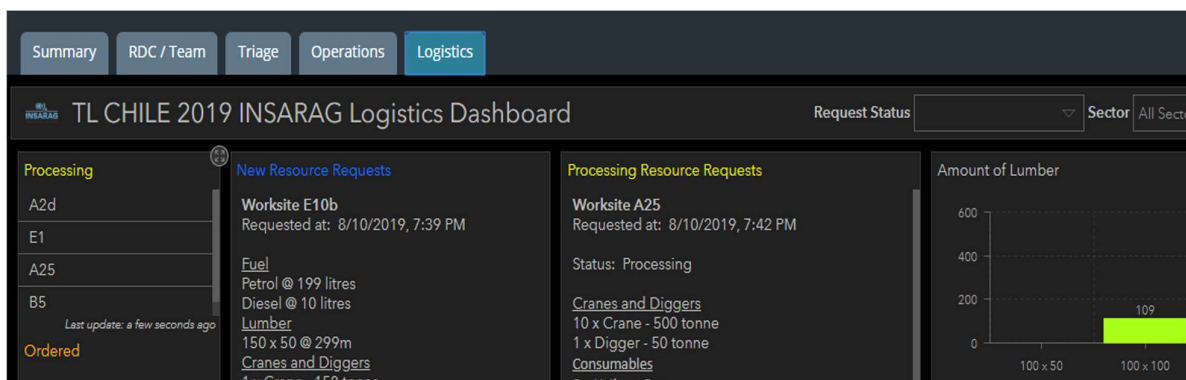 Summary
RDC / Team
Triage
Operations
Logistics
INSARAG
TL CHILE 2019 INSARAG Logistics Dashboard
Request Status
Sector
All
Processing
A2d
E1
A25
B5
Last update: a few seconds ago
Ordered
New Resource Requests
Worksite E10b
Requested at: 8/10/2019, 7:39 PM
Fuel
Petrol @ 199 litres
Diesel @ 10 litres
Lumber
150 x 50 @ 299m
Cranes and Diggers
Processing Resource Requests
Worksite A25
Requested at: 8/10/2019, 7:42 PM
Status: Processing
Cranes and Diggers
10 x Crane - 500 tonne
1 x Digger - 50 tonne
Consumables
Amount of Lumber
600
400
200
0
109
100 x 50
100 x 100